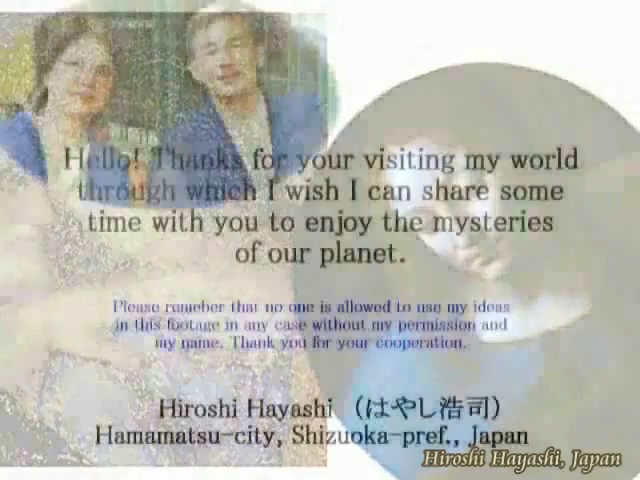 Hello! Thanks for your visiting my world
through which I wish I can share some
time with you to enjoy the mysteries
of our planet.
Please remeber that no one is allowed to use my ideas
in this footage in any case without my permission and
my name. Thank you for your cooperation.
Hiroshi Hayashi （はやし浩司）
Hamamatsu-city, Shizuoka-pref., Japan
Hiroshi Hayashi, Japan